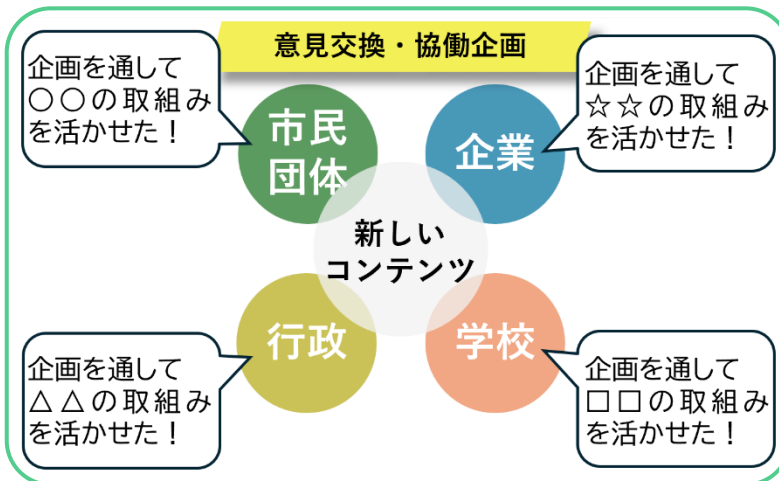 意見交換・協働企画
企画を通して
○○の取組み
を活かせた！
市民
団体
企業
企画を通して
☆☆の取組み
を活かせた！
新しい
コンテンツ
企画を通して
△△の取組み
を活かせた！
行政
学校
企画を通して
□□の取組み
を活かせた！